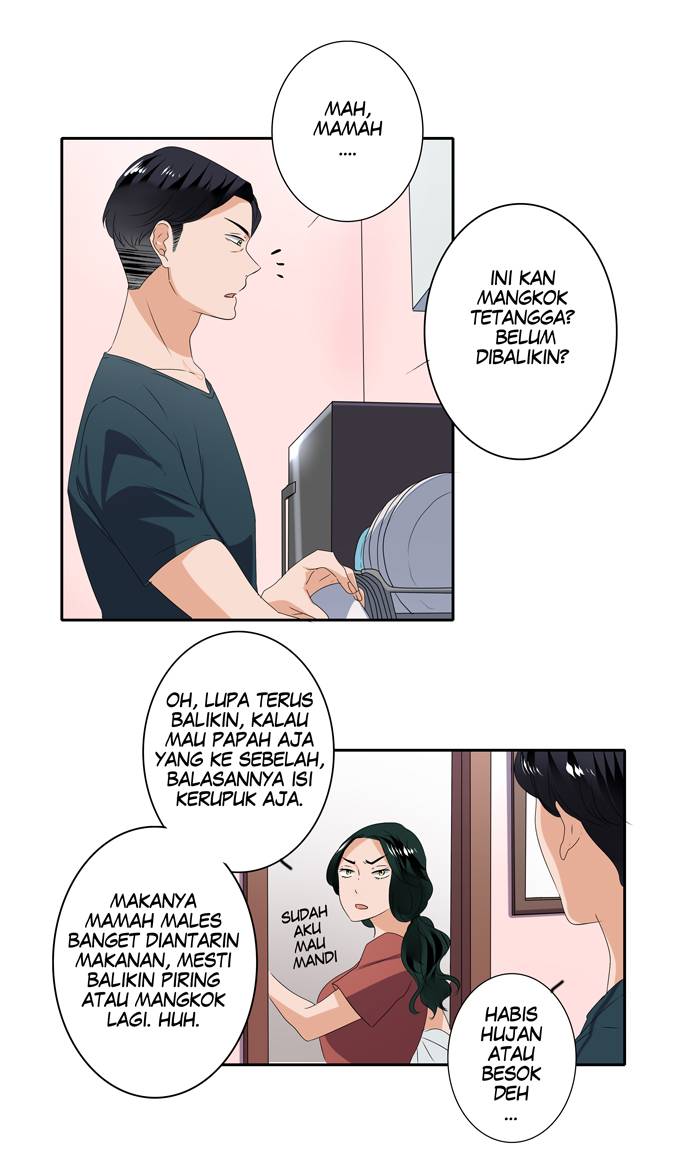 MAH,
MAMAH
....
INI KAN
MANGKOK
TETANGGA?
BELUM
DIBALIKIN?
OH, LUPA TERUS
BALIKIN, KALAU
MAU PAPAH AJA
YANG KE SEBELAH,
BALASANNYA ISI
KERUPUK AJA.
MAKANYA
MAMAH MALES
BANGET DIANTARIN
MAKANAN, MESTI
BALIKIN PIRING
ATAU MANGKOK
LAGI. HUH.
SUDAH
AKU
MAU
MANDI
HABIS
HUJAN
ATAU
BESOK
DEH
...